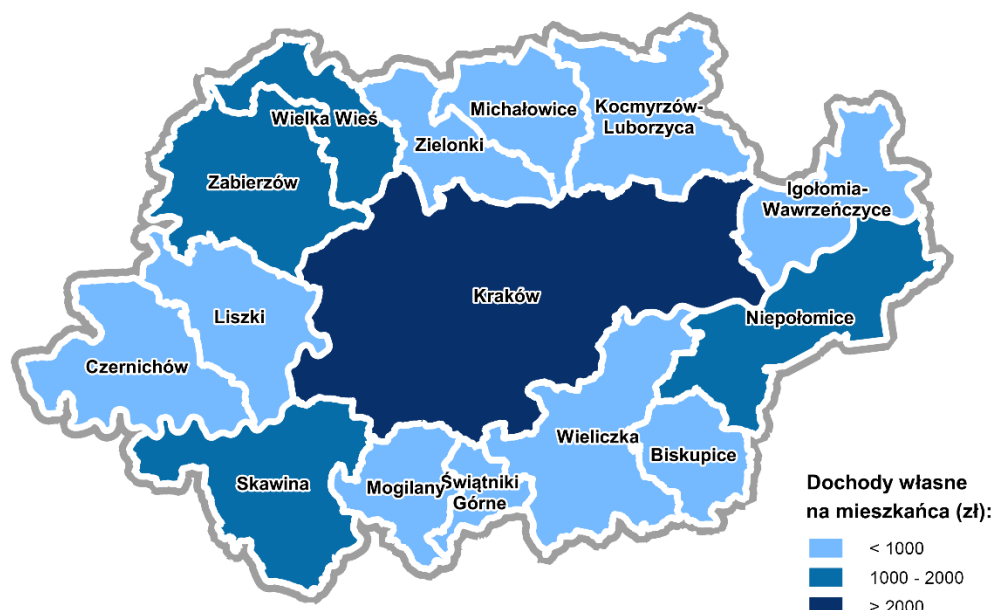 Michałowice
Kocmyrzów-
Luborzyca
Wielka Wieś
Zielonki
Zabierzów
Igołomia-
Wawrzeńczyce
Kraków
Liszki
Niepołomice
Czernichów
Wieliczka
Biskupice
Skawina
Mogilany
Świątniki
Górne
Dochody własne
na mieszkańca (zł):
< 1000
1000 - 2000
> 2000